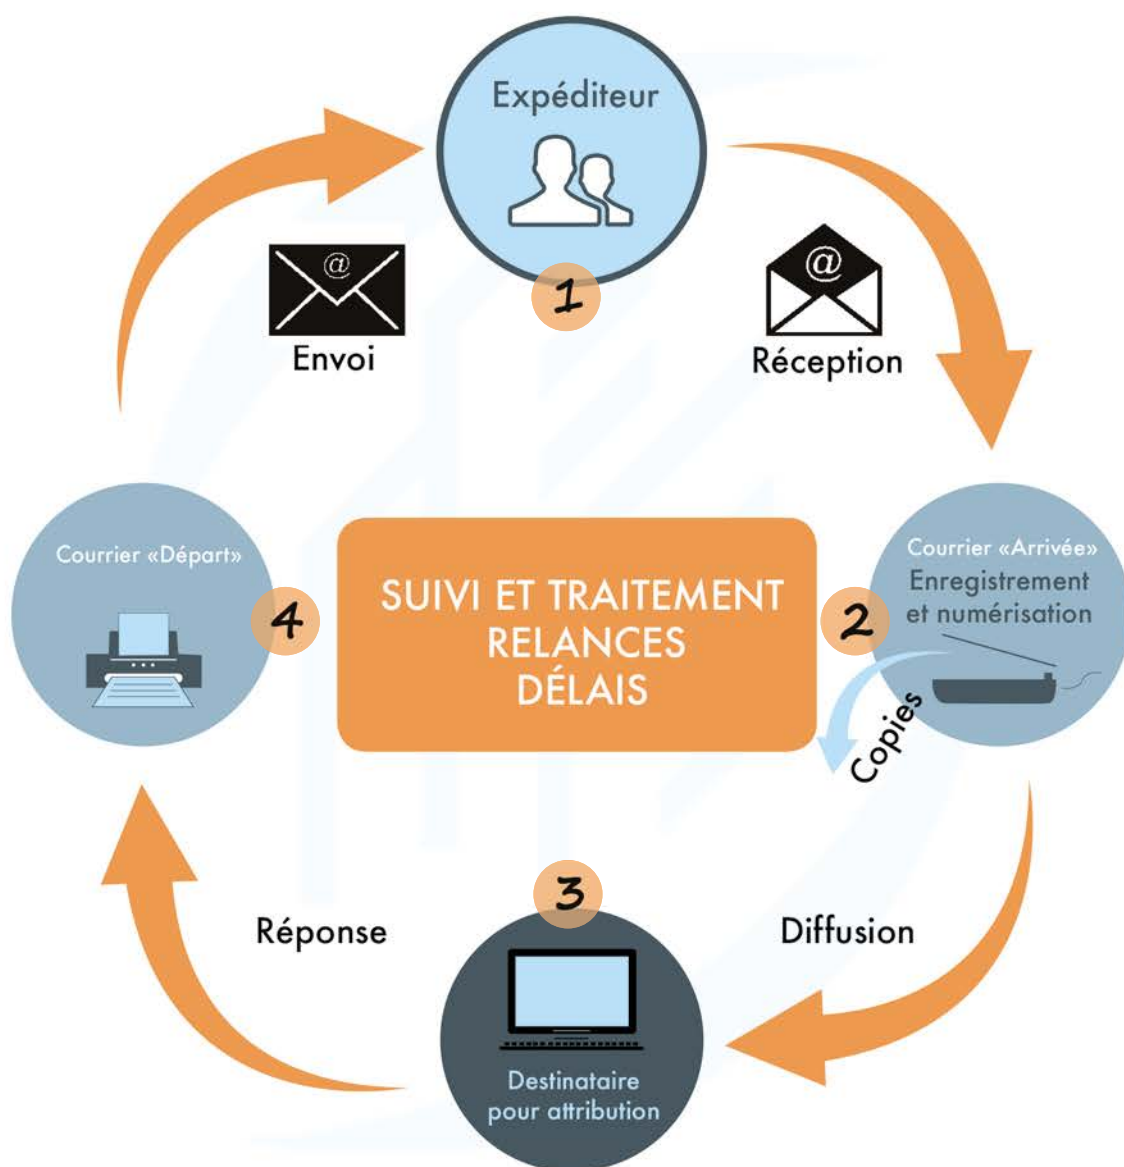 Expéditeur
1
@
Envoi
@
Réception
Courrier «Départ»
4
SUIVI ET TRAITEMENT
RELANCES
DÉLAIS
2
Courrier «Arrivée»
Enregistrement
et numérisation
Copies
3
Réponse
Diffusion
Destinataire
pour attribution